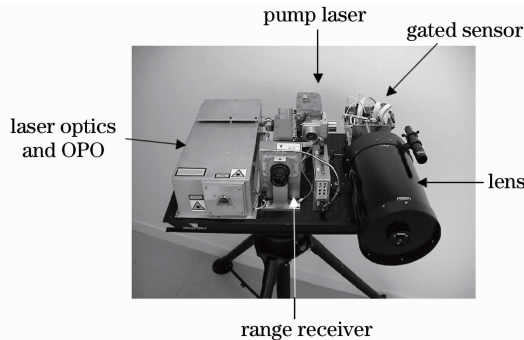 pump laser
gated sensor
laser optics
and OPO
lens
range receiver